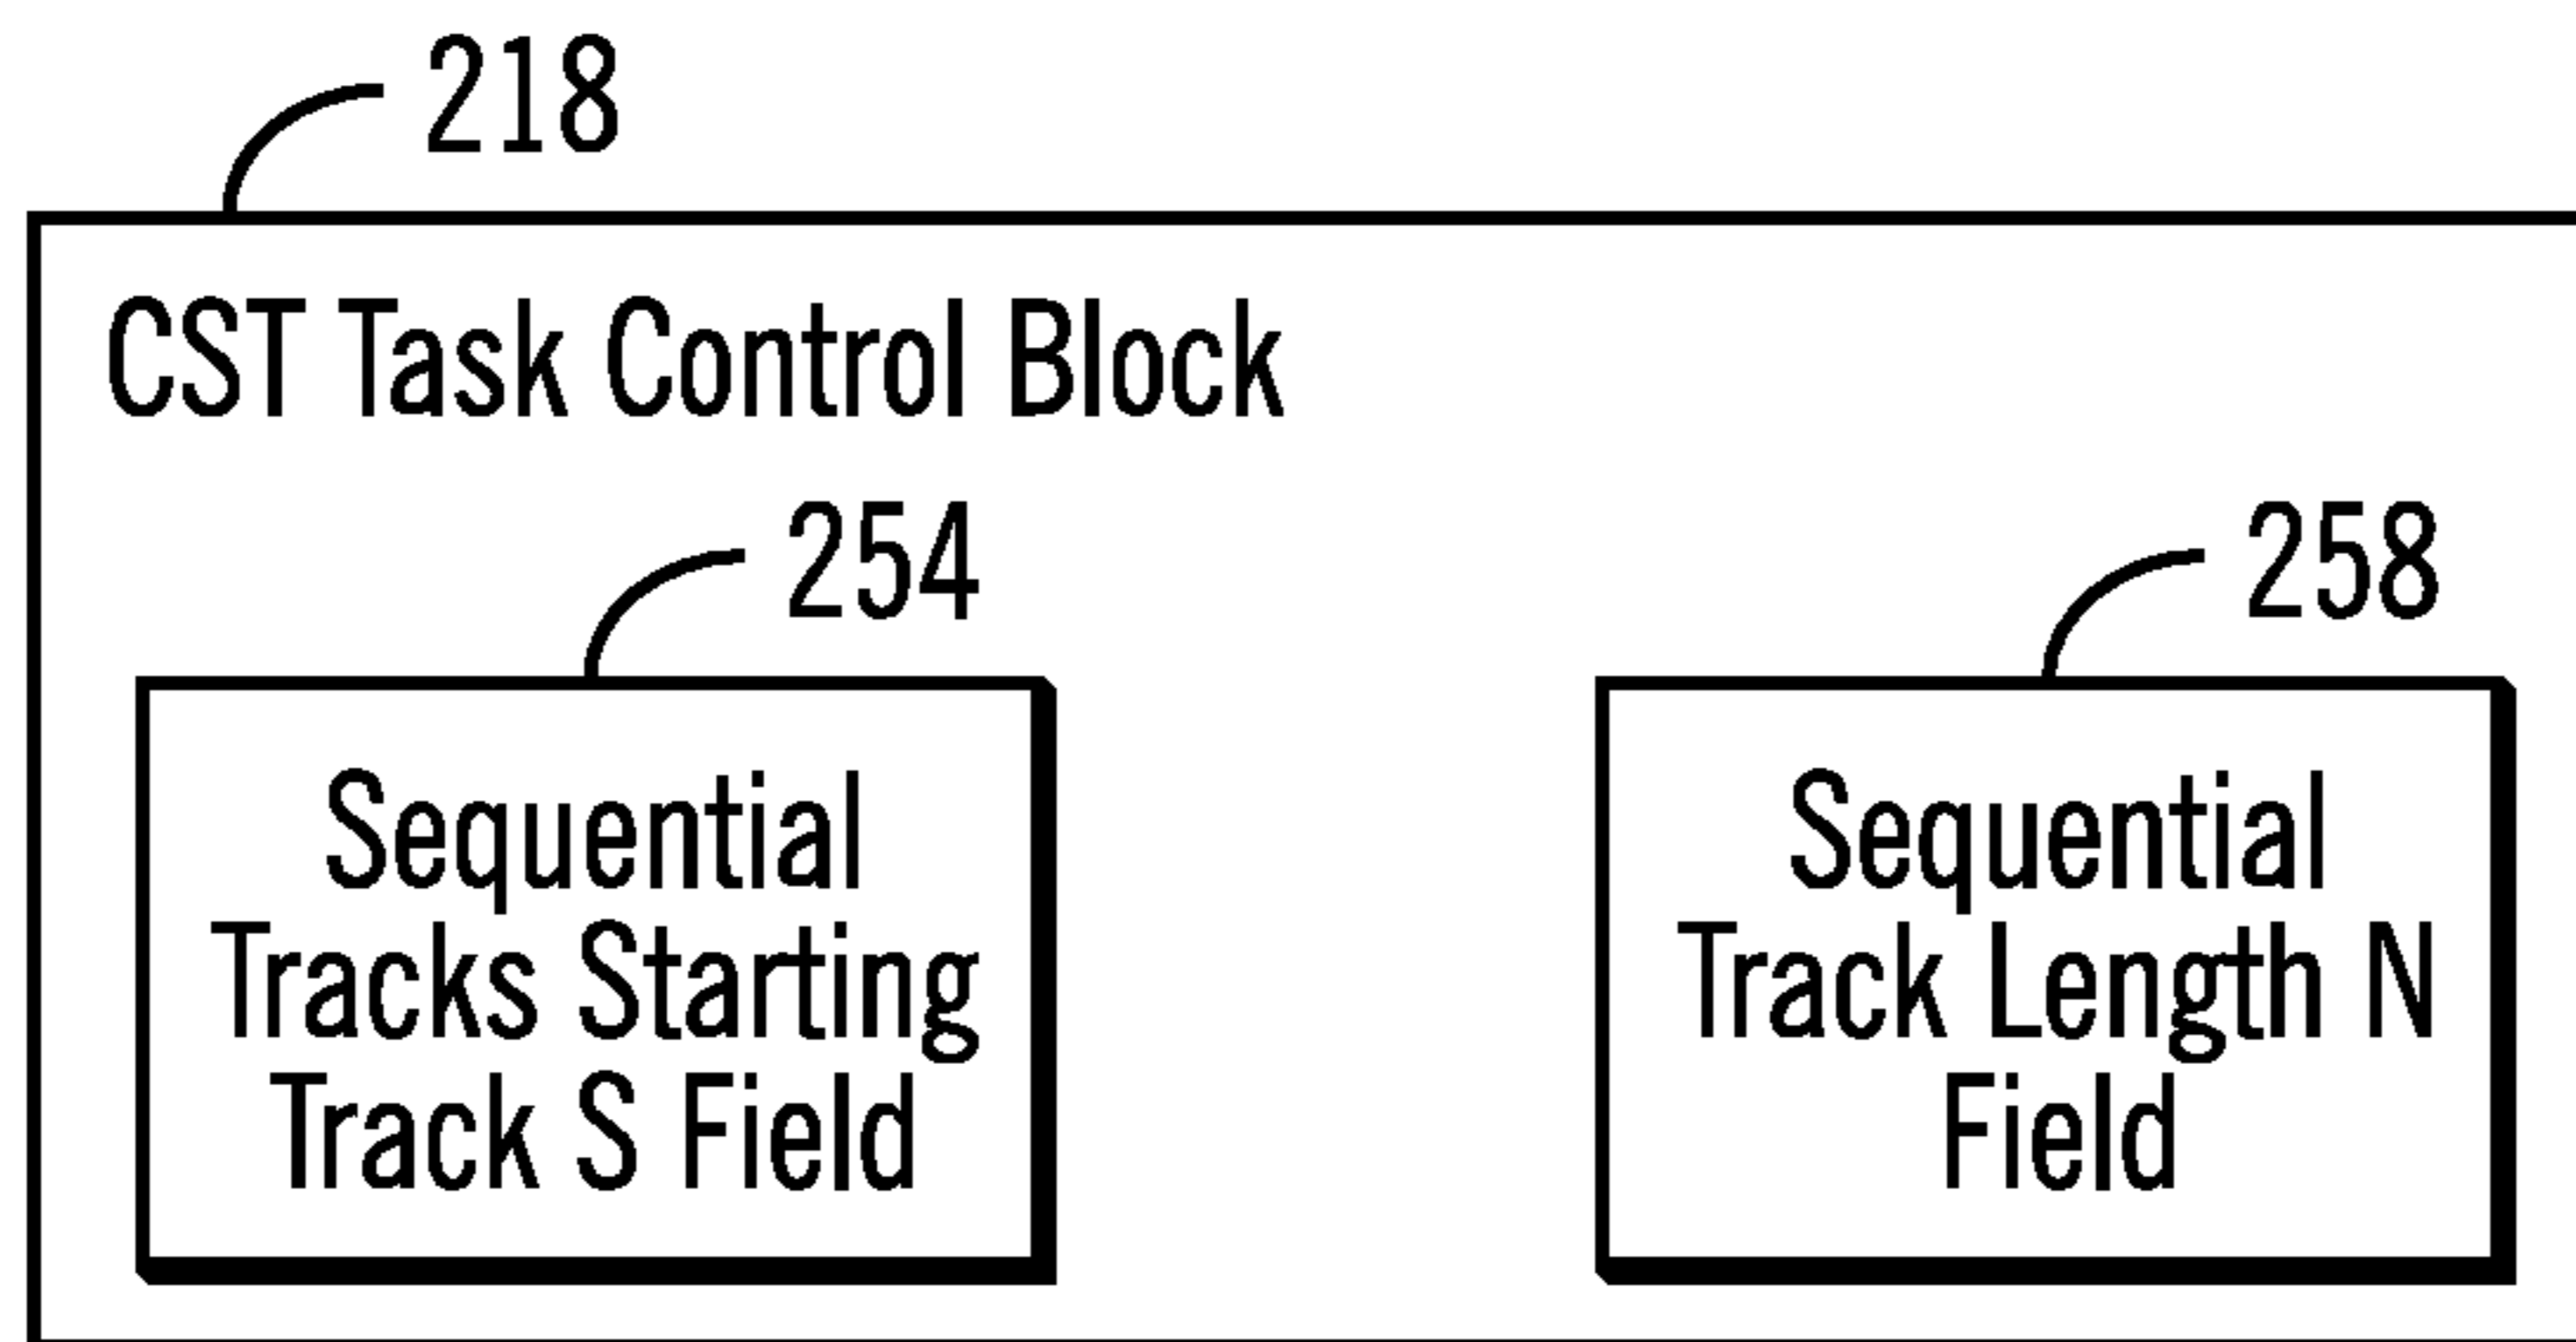 218
CST Task Control Block
254
258
Sequential
Tracks Starting
Track S Field
Sequential
Track Length N
Field